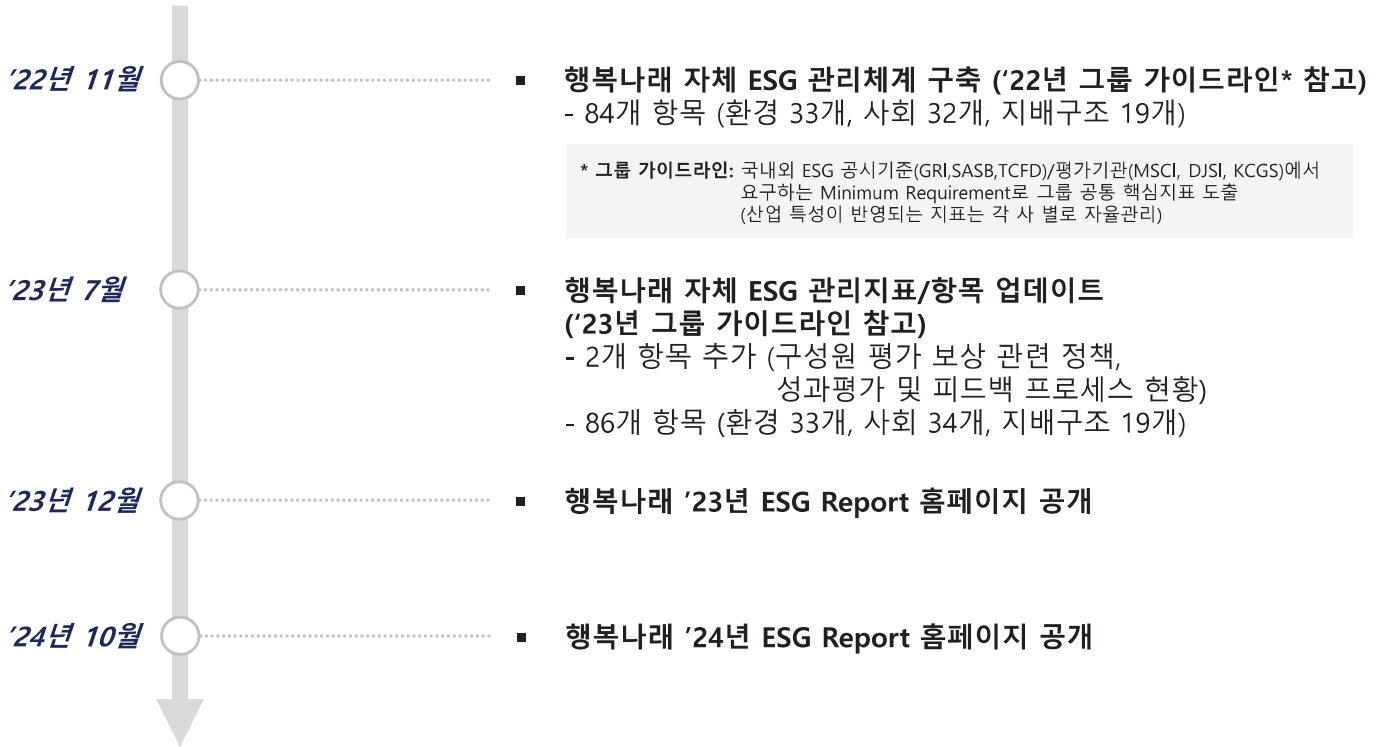 ’22년 11월
▪ 행복나래 자체 ESG 관리체계 구축 (‘22년 그룹 가이드라인* 참고)
- 84개 항목 (환경 33개, 사회 32개, 지배구조 19개)
* 그룹 가이드라인: 국내외 ESG 공시기준(GRI,SASB,TCFD)/평가기관(MSCI, DJSI, KCGS)에서
요구하는 Minimum Requirement로 그룹 공통 핵심지표 도출
(산업 특성이 반영되는 지표는 각 사 별로 자율관리)
’23년 7월
▪ 행복나래 자체 ESG 관리지표/항목 업데이트
(‘23년 그룹 가이드라인 참고)
- 2개 항목 추가 (구성원 평가 보상 관련 정책,
성과평가 및 피드백 프로세스 현황)
- 86개 항목 (환경 33개, 사회 34개, 지배구조 19개)
’23년 12월
▪ 행복나래 ’23년 ESG Report 홈페이지 공개
’24년 10월
▪ 행복나래 ’24년 ESG Report 홈페이지 공개